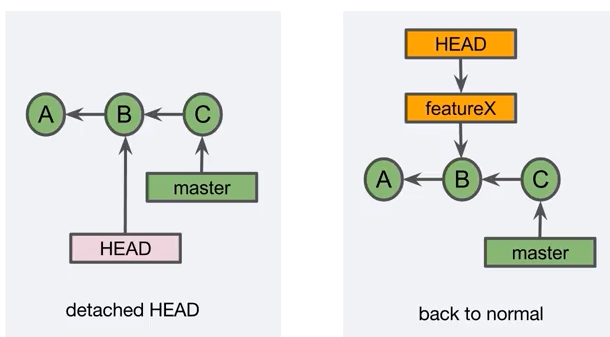 A
B
C
master
HEAD
detached HEAD
HEAD
featureX
A
B
C
master
back to normal